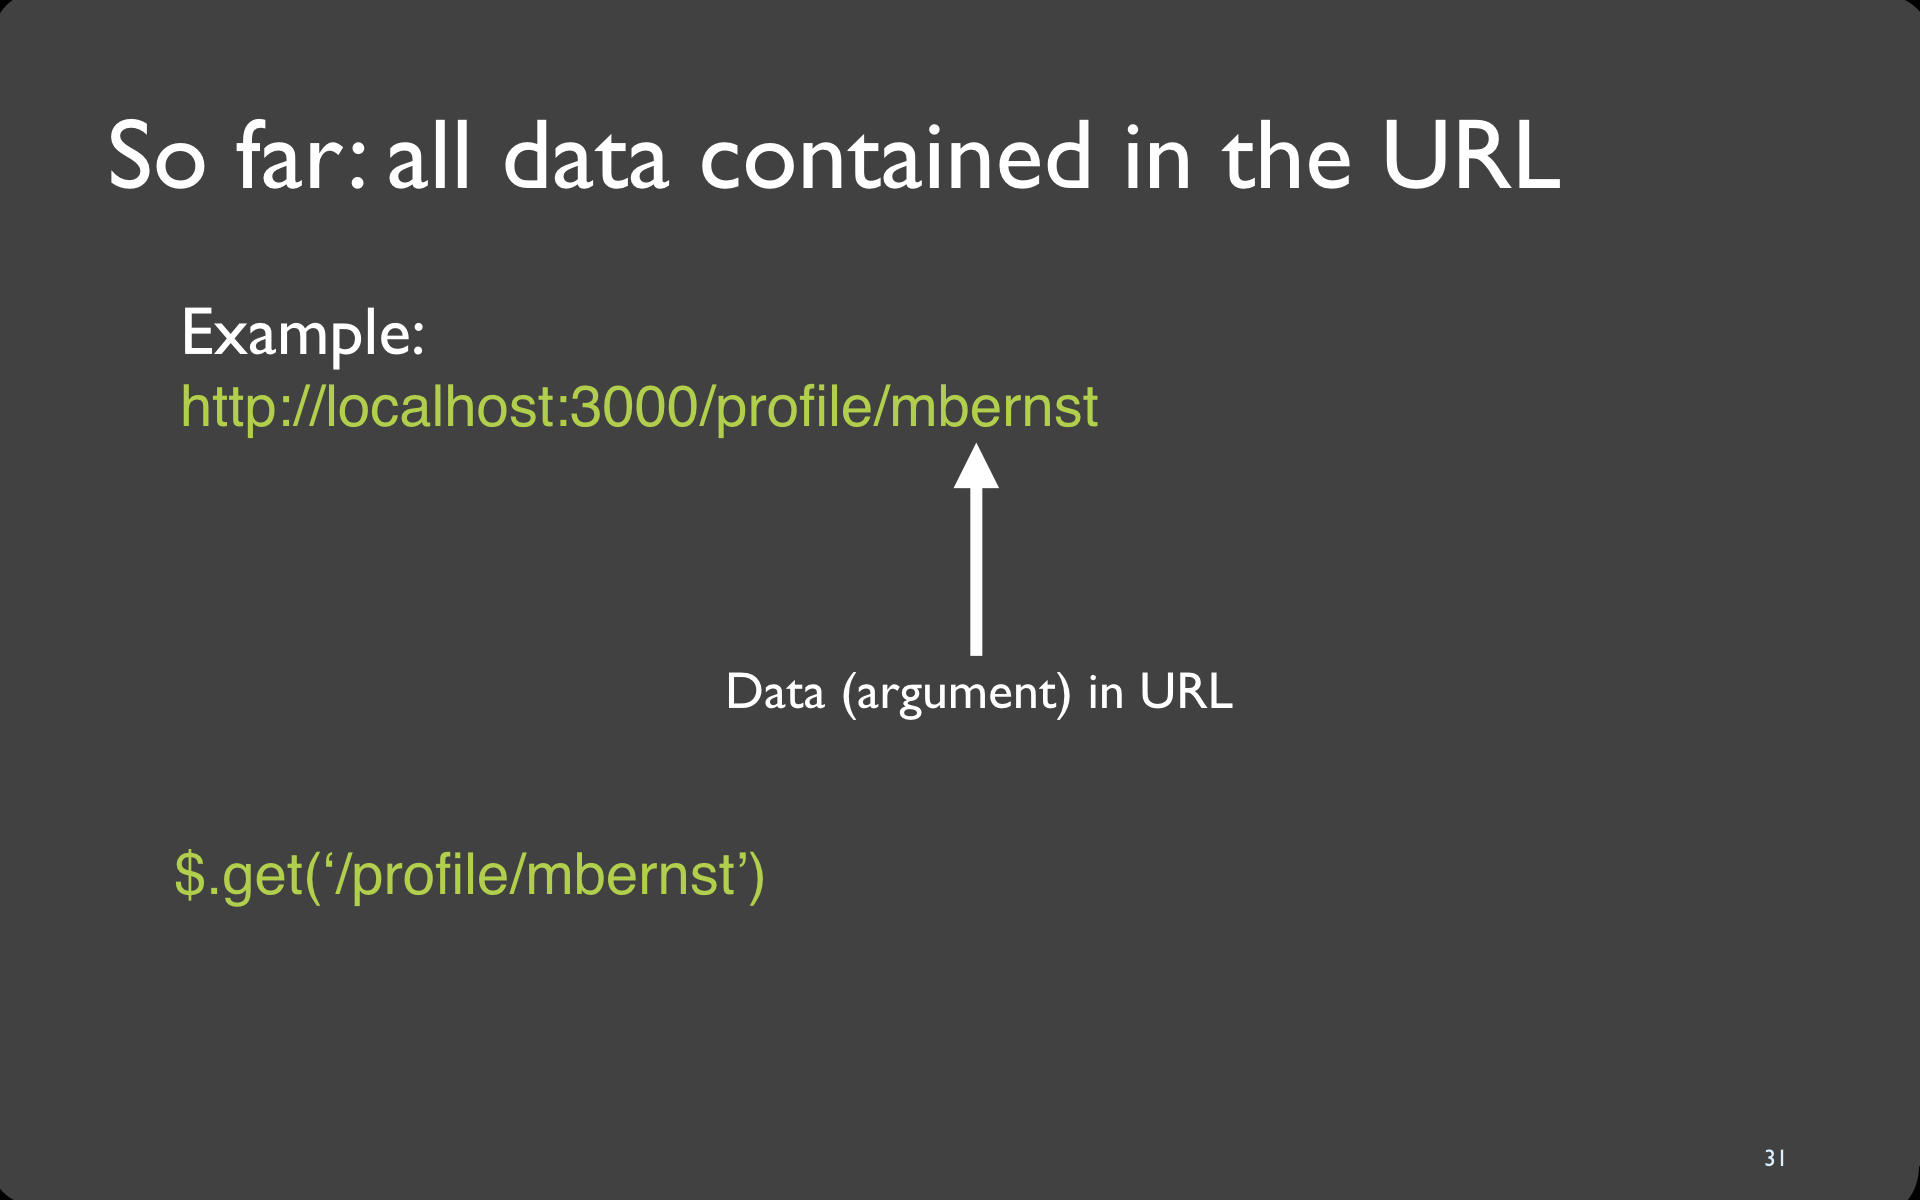 So far: all data contained in the URL
Example:
http://localhost:3000/profile/mbernst
Data (argument) in URL
$.get(‘/profile/mbernst’)
31